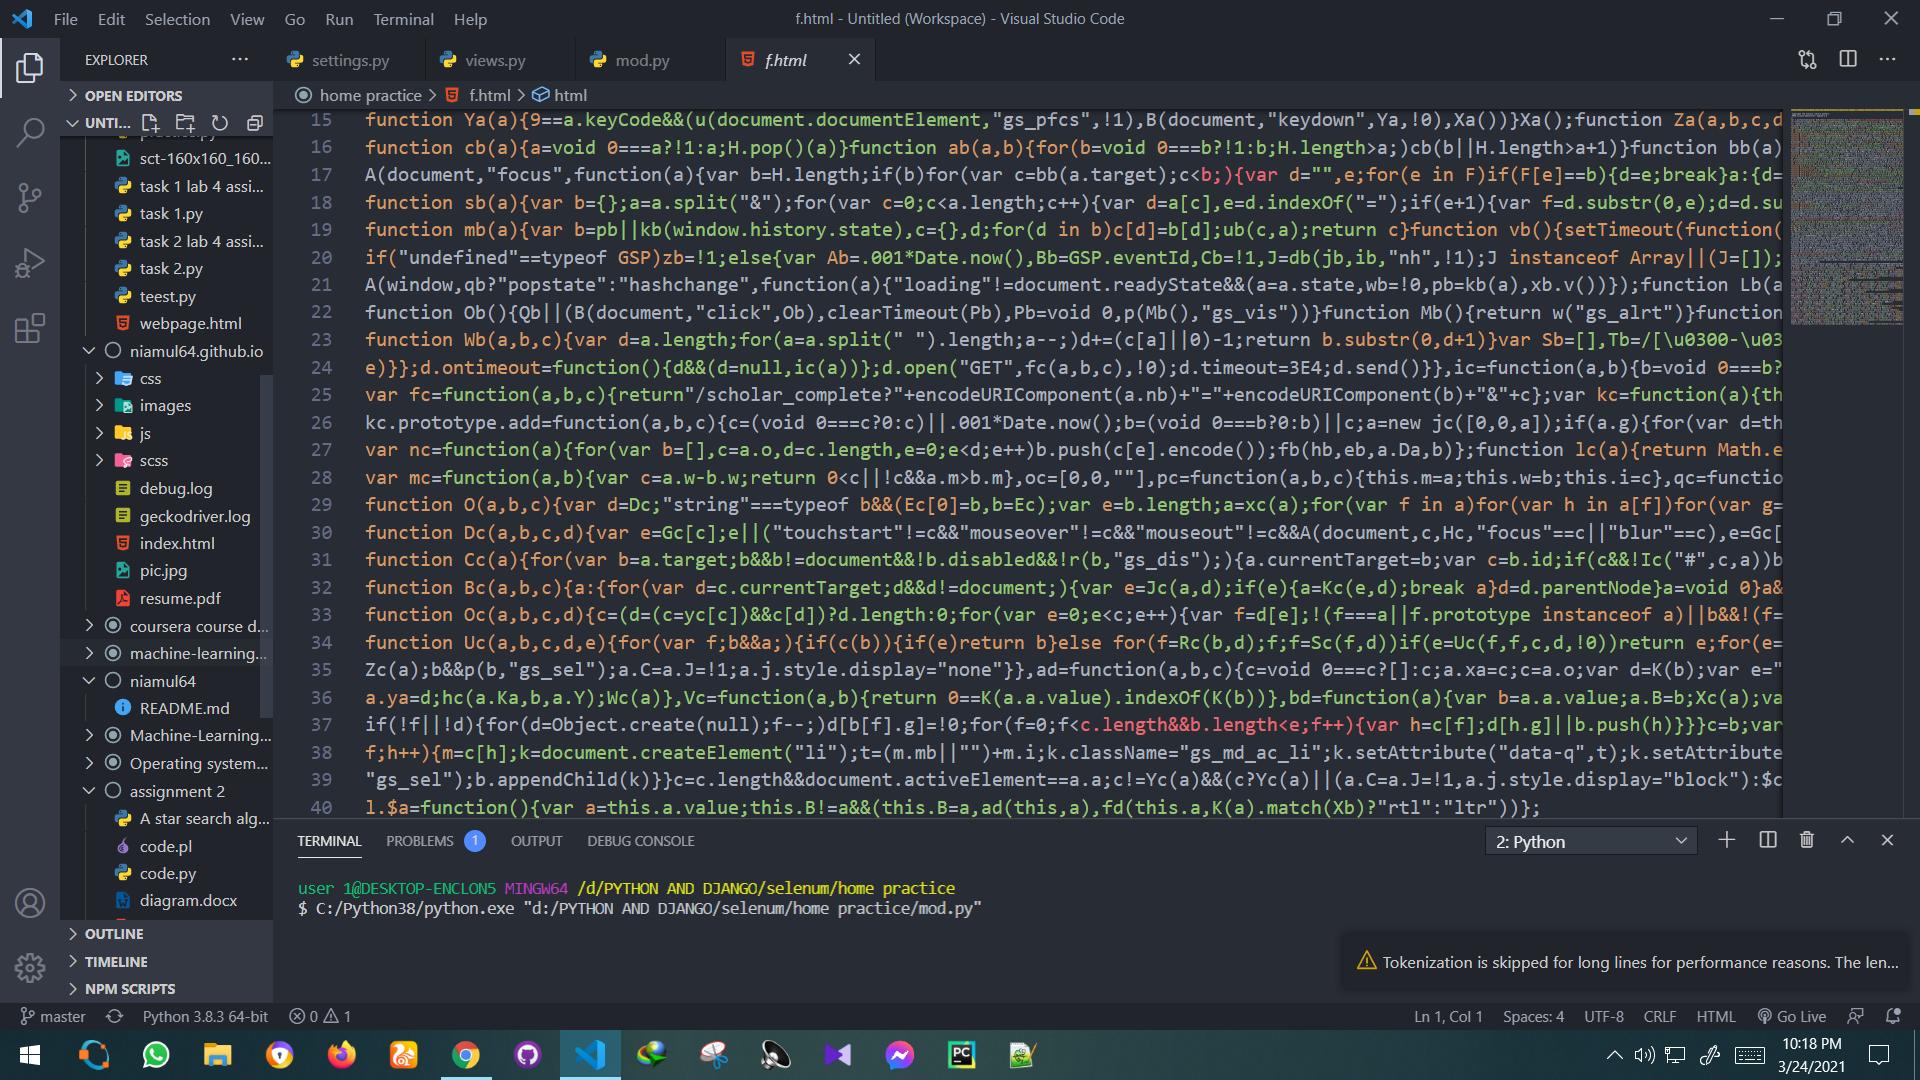 File Edit Selection View Go Run Terminal Help
f.html - Untitled (Workspace) - Visual Studio Code
EXPLORER
settings.py
views.py
mod.py
f.html
OPEN EDITORS
home practice > f.html > html
UNTI...
sct-160x160_160...
task 1 lab 4 assi...
task 1.py
task 2 lab 4 assi...
task 2.py
teest.py
webpage.html
niamul64.github.io
css
images
js
scss
debug.log
geckodriver.log
index.html
pic.jpg
resume.pdf
coursera course d...
machine-learning...
niamul64
README.md
Machine-Learning...
Operating system...
assignment 2
A star search alg...
code.pl
code.py
diagram.docx
OUTLINE
TIMELINE
NPM SCRIPTS
15 function Ya(a){9==a.keyCode&&(u(document.documentElement,"gs_pfcs",!1),B(document,"keydown",Ya,!0),Xa())}Xa();function Za(a,b,c,d
16 function cb(a){a=void 0===a?!1:a;H.pop()(a)}function ab(a,b){for(b=void 0===b?!1:b;H.length>a;)cb(b||H.length>a+1)}function bb(a)
17 A(document,"focus",function(a){var b=H.length;if(b)for(var c=bb(a.target);c<b;){var d="",e;for(e in F)if(F[e]==b){d=e;break}a:{d=
18 function sb(a){var b={};a=a.split("&");for(var c=0;c<a.length;c++){var d=a[c],e=d.indexOf("=");if(e+1){var f=d.substr(0,e);d=d.su
19 function mb(a){var b=pb||kb(window.history.state),c={},d;for(d in b)c[d]=b[d];ub(c,a);return c}function vb(){setTimeout(function(
20 if("undefined"==typeof GSP)zb=!1;else{var Ab=.001*Date.now(),Bb=GSP.eventId,Cb=!1,J=db(jb,ib,"nh",!1);J instanceof Array||(J=[]);
21 A(window,qb?"popstate":"hashchange",function(a){"loading"!=document.readyState&&(a=a.state,wb=!0,pb=kb(a),xb.v())});function Lb(a
22 function Ob(){Qb||(B(document,"click",Ob),clearTimeout(Pb),Pb=void 0,p(Mb(),"gs_vis"))}function Mb(){return w("gs_alrt")}function
23 function Wb(a,b,c){var d=a.length;for(a=a.split(" ").length;a--;)d+=(c[a]||0)-1;return b.substr(0,d+1)}var Sb=[],Tb=/[\u0300-\u03
24 e)}};d.ontimeout=function(){d&&(d=null,ic(a))};d.open("GET",fc(a,b,c),!0);d.timeout=3E4;d.send()}},ic=function(a,b){b=void 0===b?
25 var fc=function(a,b,c){return"/scholar_complete?"+encodeURIComponent(a.nb)+"="+encodeURIComponent(b)+"&"+c};var kc=function(a){th
26 kc.prototype.add=function(a,b,c){c=(void 0===c?0:c)||.001*Date.now();b=(void 0===b?0:b)||c;a=new jc([0,0,a]);if(a.g){for(var d=th
27 var nc=function(a){for(var b=[],c=a.o,d=c.length,e=0;e<d;e++)b.push(c[e].encode());fb(hb,eb,a.Da,b)};function lc(a){return Math.e
28 var mc=function(a,b){var c=a.w-b.w;return 0<c||!c&&a.m>b.m},oc=[0,0,""],pc=function(a,b,c){this.m=a;this.w=b;this.i=c},qc=functio
29 function O(a,b,c){var d=Dc;"string"===typeof b&&(Ec[0]=b,b=Ec);var e=b.length;a=xc(a);for(var f in a)for(var h in a[f])for(var g=
30 function Dc(a,b,c,d){var e=Gc[c];e||("touchstart"!=c&&"mouseover"!=c&&"mouseout"!=c&&A(document,c,Hc,"focus"==c||"blur"==c),e=Gc[
31 function Cc(a){for(var b=a.target;b&&b!=document&&!b.disabled&&!r(b,"gs_dis");){a.currentTarget=b;var c=b.id;if(c&&!Ic("#",c,a))b
32 function Bc(a,b,c){a:{for(var d=c.currentTarget;d&&d!=document;){var e=Jc(a,d);if(e){a=Kc(e,d);break a}d=d.parentNode}a=void 0}a&
33 function Oc(a,b,c,d){c=(d=(c=yc[c])&&c[d])?d.length:0;for(var e=0;e<c;e++){var f=d[e];!(f===a||f.prototype instanceof a)||b&&!(f=
34 function Uc(a,b,c,d,e){for(var f;b&&a;){if(c(b)){if(e)return b}else for(f=Rc(b,d);f;f=Sc(f,d))if(e=Uc(f,f,c,d,!0))return e;for(e=
35 Zc(a);b&&p(b,"gs_sel");a.C=a.J=!1;a.j.style.display="none"}},ad=function(a,b,c){c=void 0===c?[]:c;a.xa=c;c=a.o;var d=K(b);var e="
36 a.ya=d;hc(a.Ka,b,a.Y);Wc(a)},Vc=function(a,b){return 0==K(a.a.value).indexOf(K(b))},bd=function(a){var b=a.a.value;a.B=b;Xc(a);va
37 if(!f||!d){for(d=Object.create(null);f--;)d[b[f].g]=!0;for(f=0;f<c.length&&b.length<e;f++){var h=c[f];d[h.g]||b.push(h)}}}c=b;var
38 f;h++){m=c[h];k=document.createElement("li");t=(m.mb||"")+m.i;k.className="gs_md_ac_li";k.setAttribute("data-q",t);k.setAttribute
39 "gs_sel");b.appendChild(k)}}c=c.length&&document.activeElement==a.a;c!=Yc(a)&&(c?Yc(a)||(a.C=a.J=!1,a.j.style.display="block"):$c
40 l.$a=function(){var a=this.a.value;this.B!=a&&(this.B=a,ad(this,a),fd(this.a,K(a).match(Xb)?"rtl":"ltr"))};
TERMINAL PROBLEMS 1 OUTPUT DEBUG CONSOLE
2: Python
user 1@DESKTOP-ENCLON5 MINGW64 /d/PYTHON AND DJANGO/selenum/home practice
$ C:/Python38/python.exe "d:/PYTHON AND DJANGO/selenum/home practice/mod.py"
Tokenization is skipped for long lines for performance reasons. The len...
master Python 3.8.3 64-bit 0 1
Ln 1, Col 1 Spaces: 4 UTF-8 CRLF HTML Go Live
10:18 PM
3/24/2021